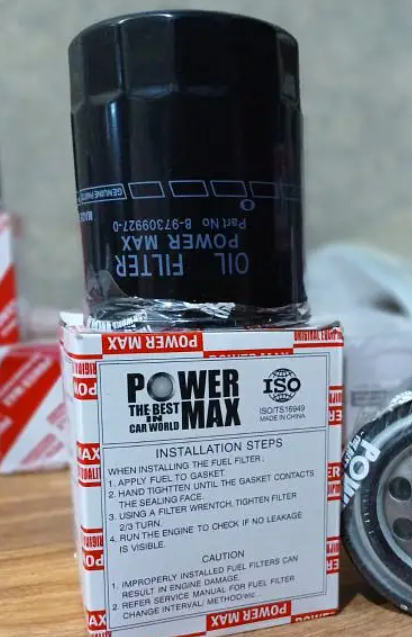 GENUINE PARTS
Part No 8-97309927-0
POWER MAX
OIL FILTER
POWER MAX
POWER MAX
THE BEST
IN
CAR WORLD
ISO
ISO/TS16949
MADE IN CHINA
INSTALLATION STEPS
WHEN INSTALLING THE FUEL FILTER:
1. APPLY FUEL TO GASKET.
2. HAND TIGHTEN UNTIL THE GASKET CONTACTS
THE SEALING FACE.
3. USING A FILTER WRENTCH, TIGHTEN FILTER
2/3 TURN.
4. RUN THE ENGINE TO CHECK IF NO LEAKAGE
IS VISIBLE.
CAUTION
1. IMPROPERLY INSTALLED FUEL FILTERS CAN
RESULT IN ENGINE DAMAGE.
2. REFER SERVICE MANUAL FOR FUEL FILTER
CHANGE INTERVAL, METHOD/etc.
POWER MAX